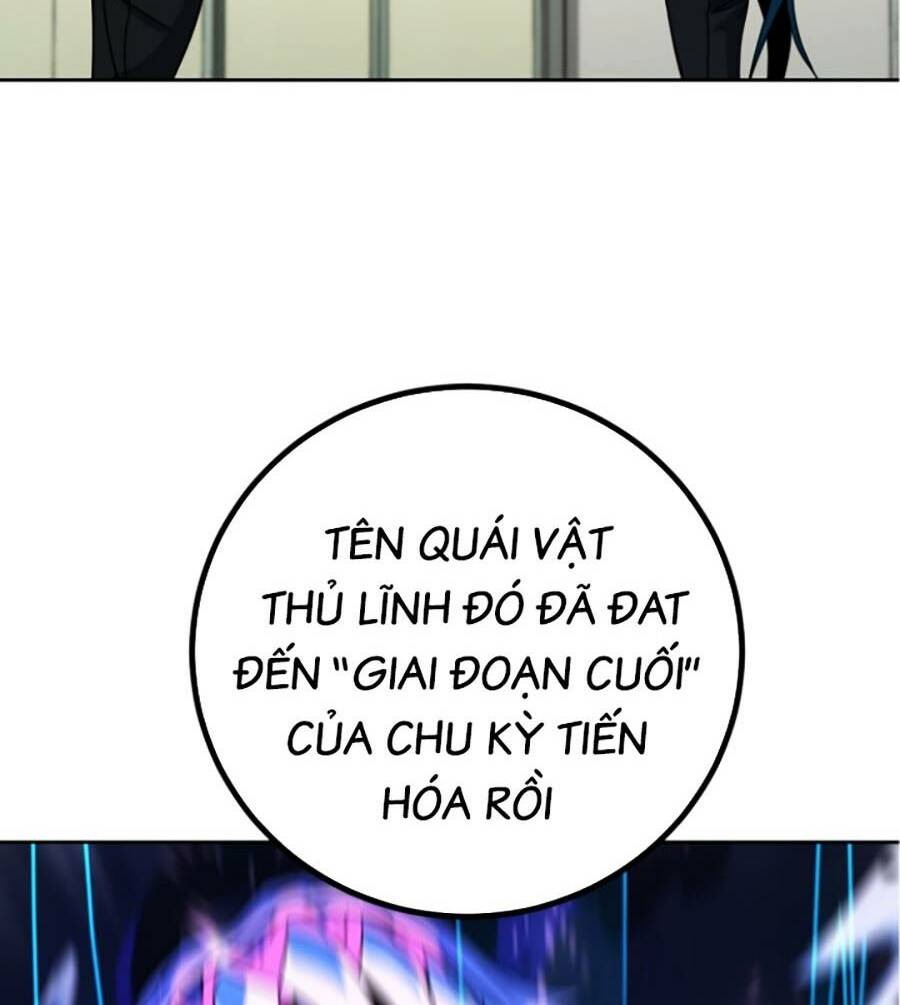 TÊN QUÁI VẬT
THỦ LĨNH ĐÓ ĐÃ ĐAT
ĐẾN “GIAI ĐOẠN CUỐI”
CỦA CHU KỲ TIẾN
HÓA RỒI